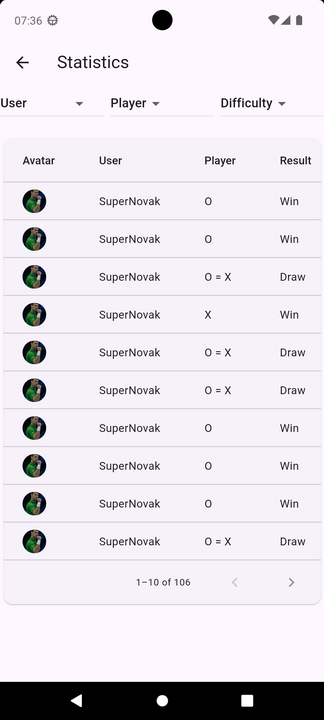 07:36
Statistics
User Player Difficulty
Avatar User Player Result
SuperNovak O Win
SuperNovak O Win
SuperNovak O = X Draw
SuperNovak X Win
SuperNovak O = X Draw
SuperNovak O = X Draw
SuperNovak O Win
SuperNovak O Win
SuperNovak O Win
SuperNovak O = X Draw
1–10 of 106